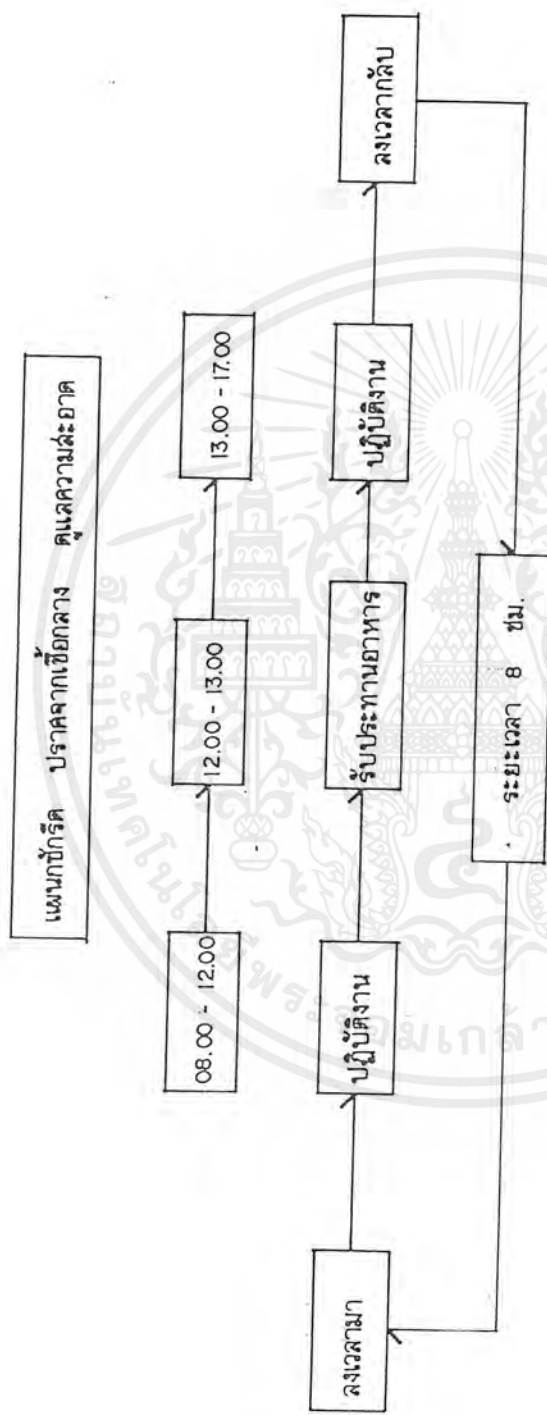 แผนกซักรีด ปราศจากเชื้อกลาง ดูแลความสะอาด
08.00 - 12.00
12.00 - 13.00
13.00 - 17.00
ลงเวลามา
ปฏิบัติงาน
รับประทานอาหาร
ปฏิบัติงาน
ลงเวลากลับ
ระยะเวลา 8 ชม.